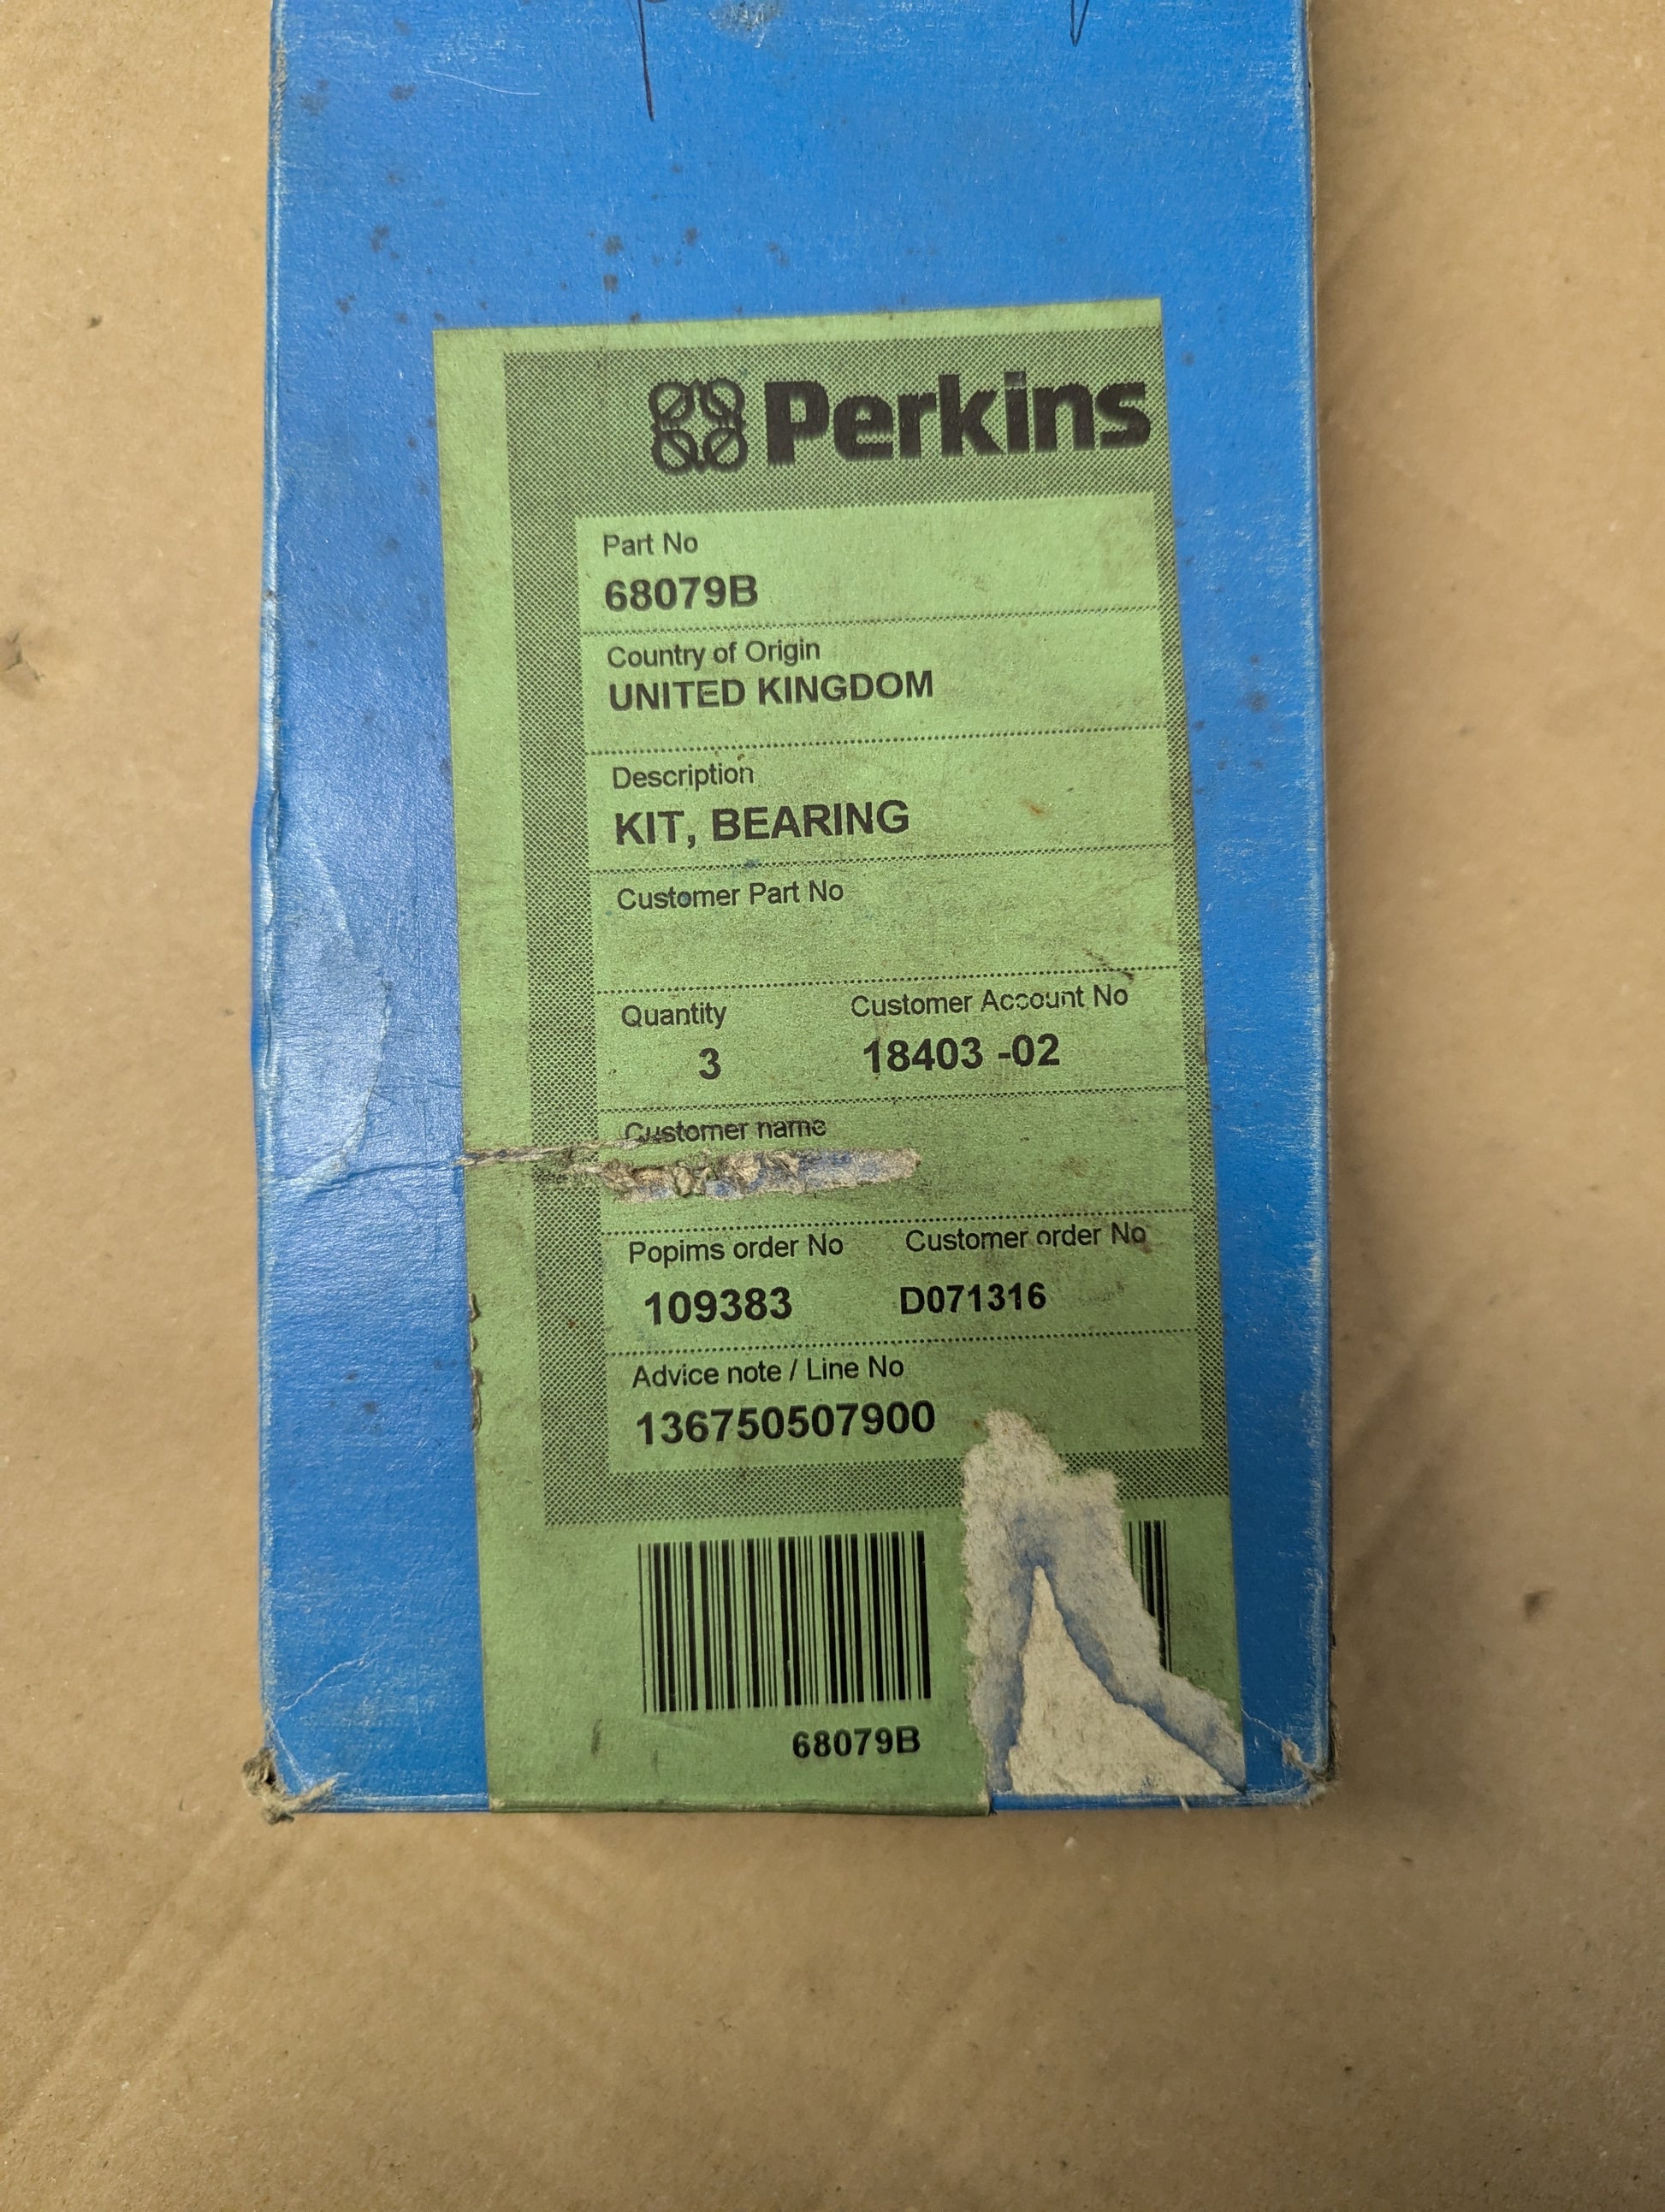 Perkins
Part No
68079B
Country of Origin
UNITED KINGDOM
Description
KIT, BEARING
Customer Part No
Quantity Customer Account No
3 18403 -02
Customer name
Popims order No Customer order No
109383 D071316
Advice note / Line No
136750507900
68079B